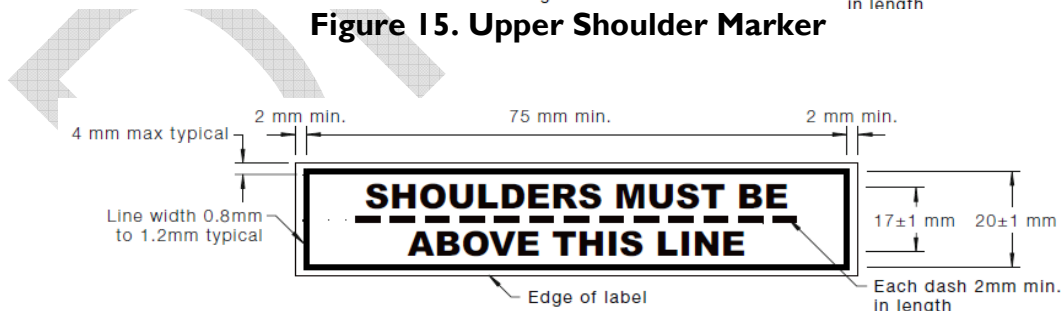 in length
Figure 15. Upper Shoulder Marker
2 mm min.
75 mm min.
2 mm min.
4 mm max typical
SHOULDERS MUST BE
ABOVE THIS LINE
Line width 0.8mm
to 1.2mm typical
17±1 mm
20±1 mm
Edge of label
Each dash 2mm min.
in length